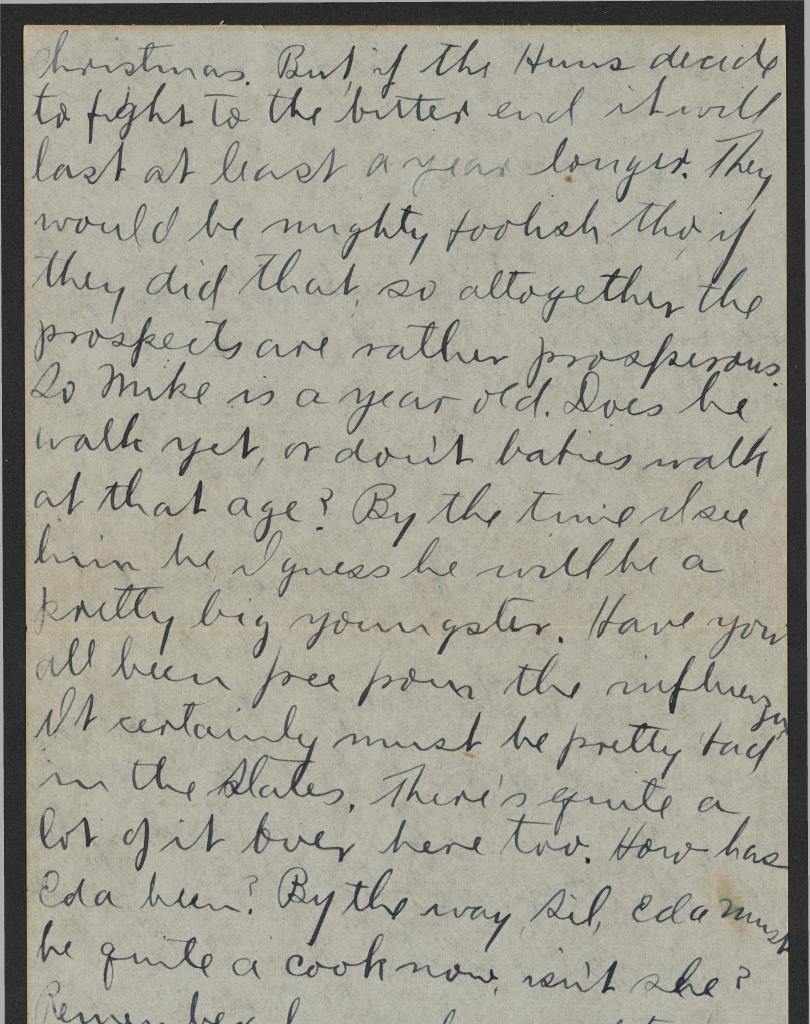 Christmas. But, if the Huns decide
to fight to the bitter end it will
last at least a year longer. They
would be mighty foolish tho, if
they did that, so altogether the
prospects are rather prosperous.
So Mike is a year old. Does he
walk yet, or don't babies walk
at that age? By the time I see
him he, I guess he will be a
pretty big youngster. Have you
all been free from the influenza
It certainly must be pretty bad
in the States. There's quite a
lot of it over here too. How has
Eda been? By the way, Sil, Eda must
be quite a cook now, isn't she?
Remember